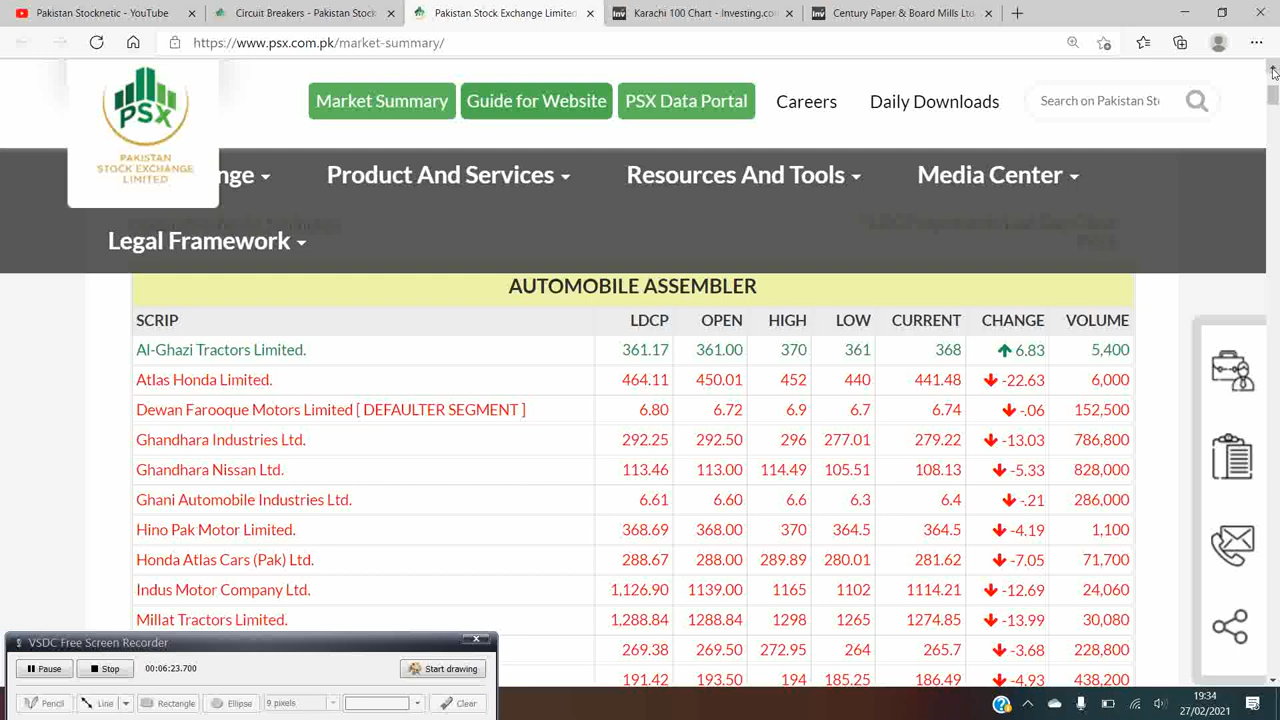 Pakistan Stocknetic - YouTube
Circuit Breakers - Pakistan Stock
Pakistan Stock Exchange Limited
Karachi 100 Chart - Investing.com
Century Paper & Board Mills Ltd.
https://www.psx.com.pk/market-summary/
PSX
PAKISTAN
STOCK EXCHANGE
LIMITED
Market Summary
Guide for Website
PSX Data Portal
Careers
Daily Downloads
Search on Pakistan Sto
nge
Product And Services
Resources And Tools
Media Center
Legal Framework
AUTOMOBILE ASSEMBLER
SCRIP LDCP OPEN HIGH LOW CURRENT CHANGE VOLUME
Al-Ghazi Tractors Limited. 361.17 361.00 370 361 368 6.83 5,400
Atlas Honda Limited. 464.11 450.01 452 440 441.48 -22.63 6,000
Dewan Farooque Motors Limited [ DEFAULTER SEGMENT ] 6.80 6.72 6.9 6.7 6.74 -.06 152,500
Ghandhara Industries Ltd. 292.25 292.50 296 277.01 279.22 -13.03 786,800
Ghandhara Nissan Ltd. 113.46 113.00 114.49 105.51 108.13 -5.33 828,000
Ghani Automobile Industries Ltd. 6.61 6.60 6.6 6.3 6.4 -.21 286,000
Hino Pak Motor Limited. 368.69 368.00 370 364.5 364.5 -4.19 1,100
Honda Atlas Cars (Pak) Ltd. 288.67 288.00 289.89 280.01 281.62 -7.05 71,700
Indus Motor Company Ltd. 1,126.90 1139.00 1165 1102 1114.21 -12.69 24,060
Millat Tractors Limited. 1,288.84 1288.84 1298 1265 1274.85 -13.99 30,080
269.38 269.50 272.95 264 265.7 -3.68 228,800
191.42 193.50 194 185.25 186.49 -4.93 438,200
VSDC Free Screen Recorder
Pause Stop 00:06:23.700 Start drawing
Pencil Line Rectangle Ellipse 9 pixels Clear
19:34
27/02/2021